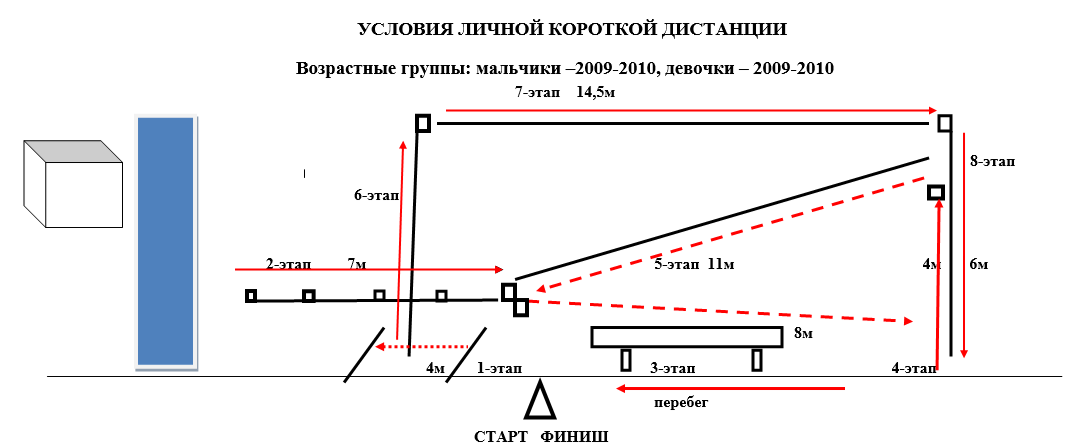 УСЛОВИЯ ЛИЧНОЙ КОРОТКОЙ ДИСТАНЦИИ
Возрастные группы: мальчики –2009-2010, девочки – 2009-2010
7-этап 14,5м
8-этап
6-этап
2-этап 7м
5-этап 11м
4м
6м
8м
4м
1-этап
3-этап
4-этап
перебег
СТАРТ ФИНИШ